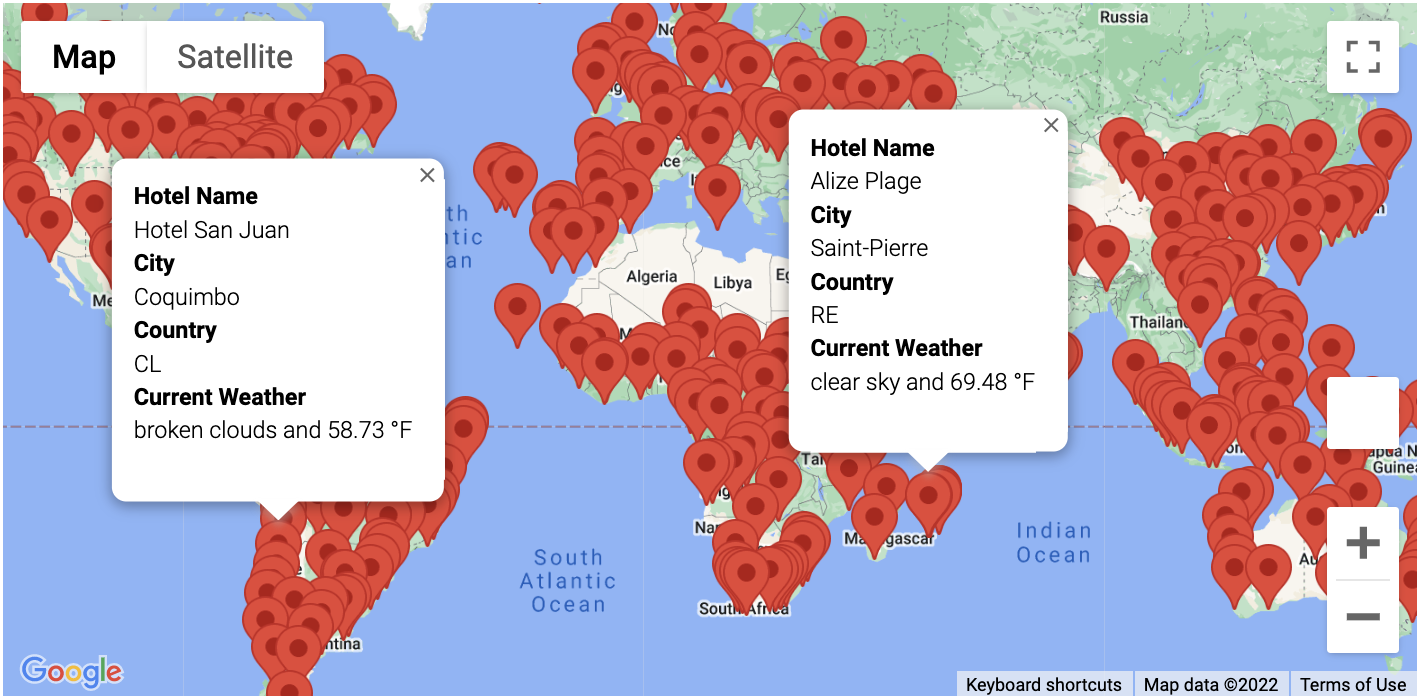 Russia
Map
Satellite
Hotel Name
Hotel San Juan
City
Coquimbo
Country
CL
Current Weather
broken clouds and 58.73 °F
Hotel Name
Alize Plage
City
Saint-Pierre
Country
RE
Current Weather
clear sky and 69.48 °F
Algeria
Libya
Thailand
South
Atlantic
Ocean
Indian
Ocean
South Africa
Google
Keyboard shortcuts
Map data ©2022
Terms of Use